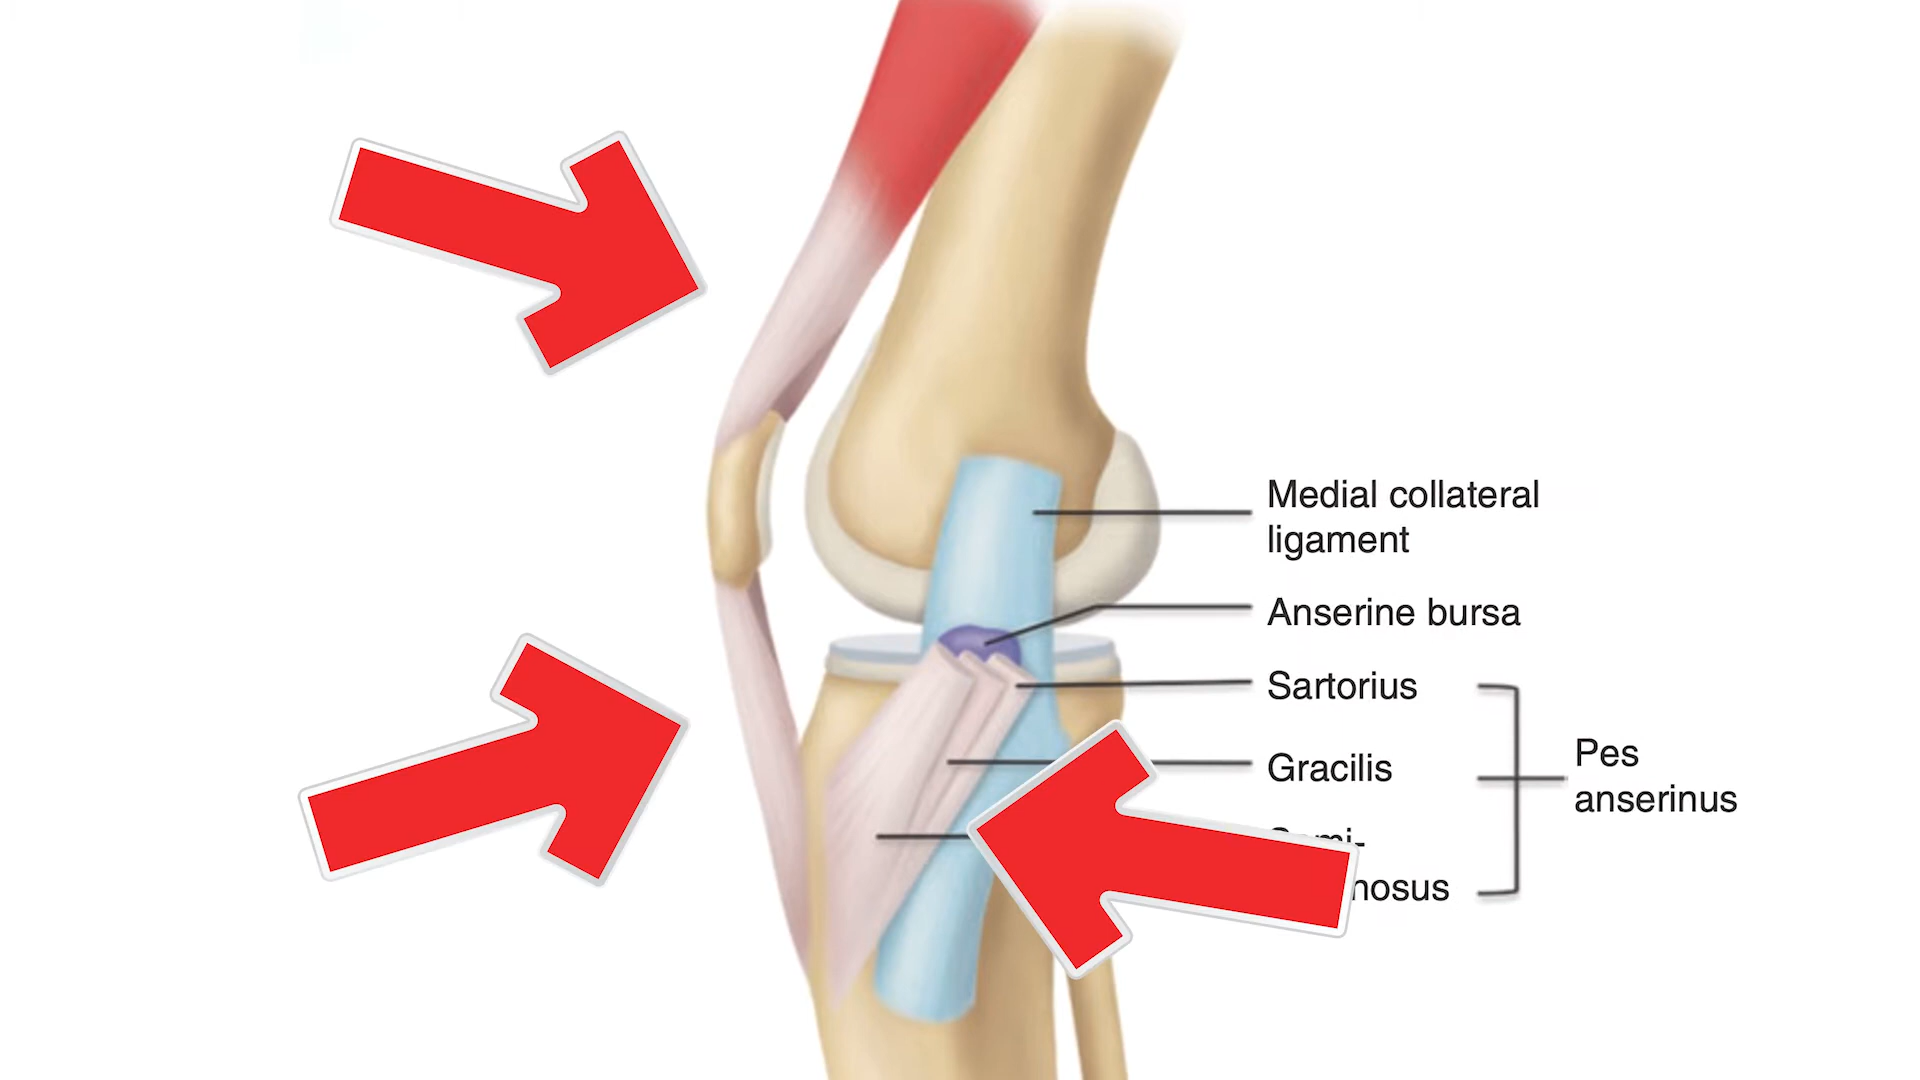 Medial collateral
ligament
Anserine bursa
Sartorius
Gracilis
Pes
anserinus